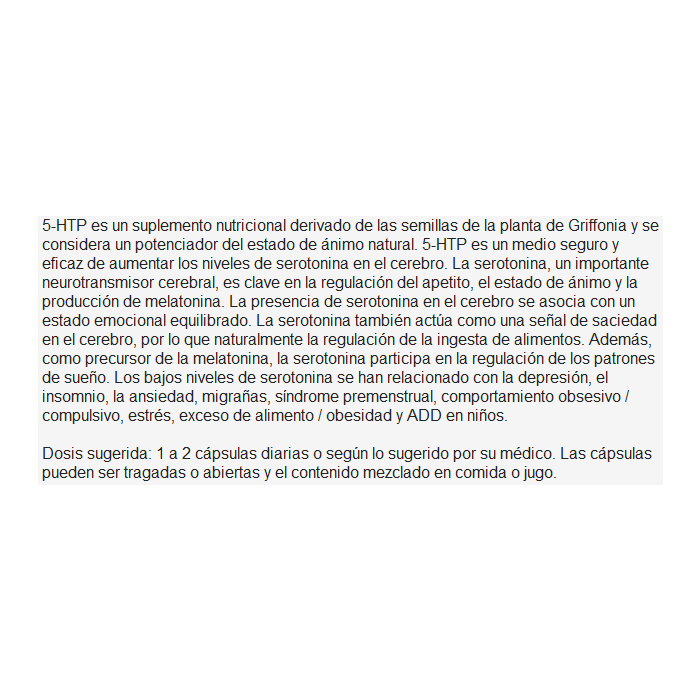 5-HTP es un suplemento nutricional derivado de las semillas de la planta de Griffonia y se
considera un potenciador del estado de ánimo natural. 5-HTP es un medio seguro y
eficaz de aumentar los niveles de serotonina en el cerebro. La serotonina, un importante
neurotransmisor cerebral, es clave en la regulación del apetito, el estado de ánimo y la
producción de melatonina. La presencia de serotonina en el cerebro se asocia con un
estado emocional equilibrado. La serotonina también actúa como una señal de saciedad
en el cerebro, por lo que naturalmente la regulación de la ingesta de alimentos. Además,
como precursor de la melatonina, la serotonina participa en la regulación de los patrones
de sueño. Los bajos niveles de serotonina se han relacionado con la depresión, el
insomnio, la ansiedad, migrañas, síndrome premenstrual, comportamiento obsesivo /
compulsivo, estrés, exceso de alimento / obesidad y ADD en niños.

Dosis sugerida: 1 a 2 cápsulas diarias o según lo sugerido por su médico. Las cápsulas
pueden ser tragadas o abiertas y el contenido mezclado en comida o jugo.